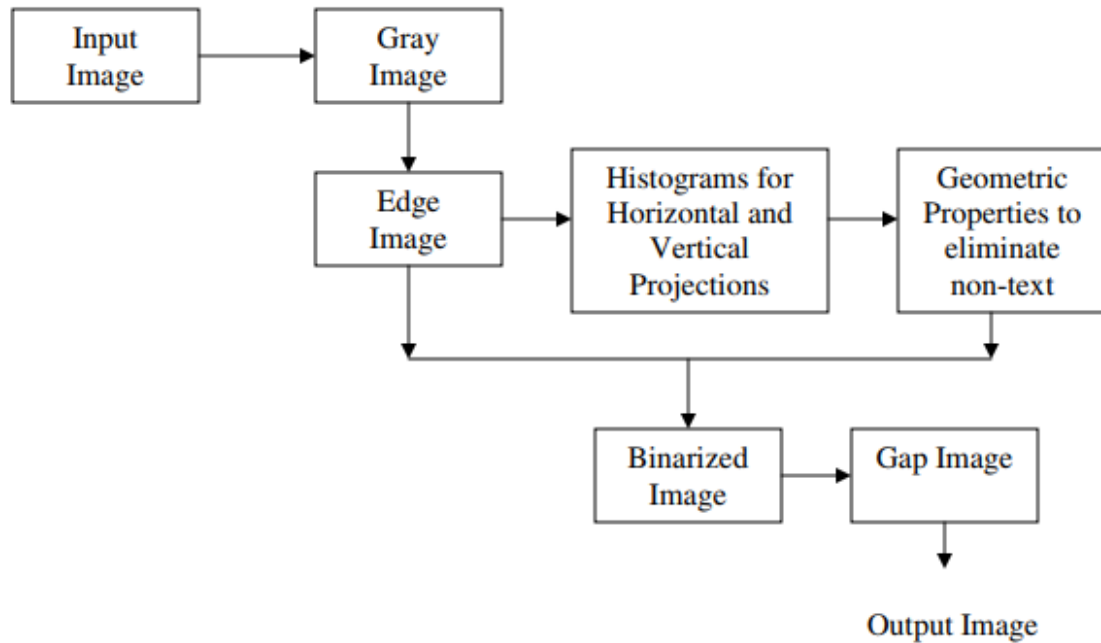 Input
Image
Gray
Image
Edge
Image
Histograms for
Horizontal and
Vertical
Projections
Geometric
Properties to
eliminate
non-text
Binarized
Image
Gap Image
Output Image